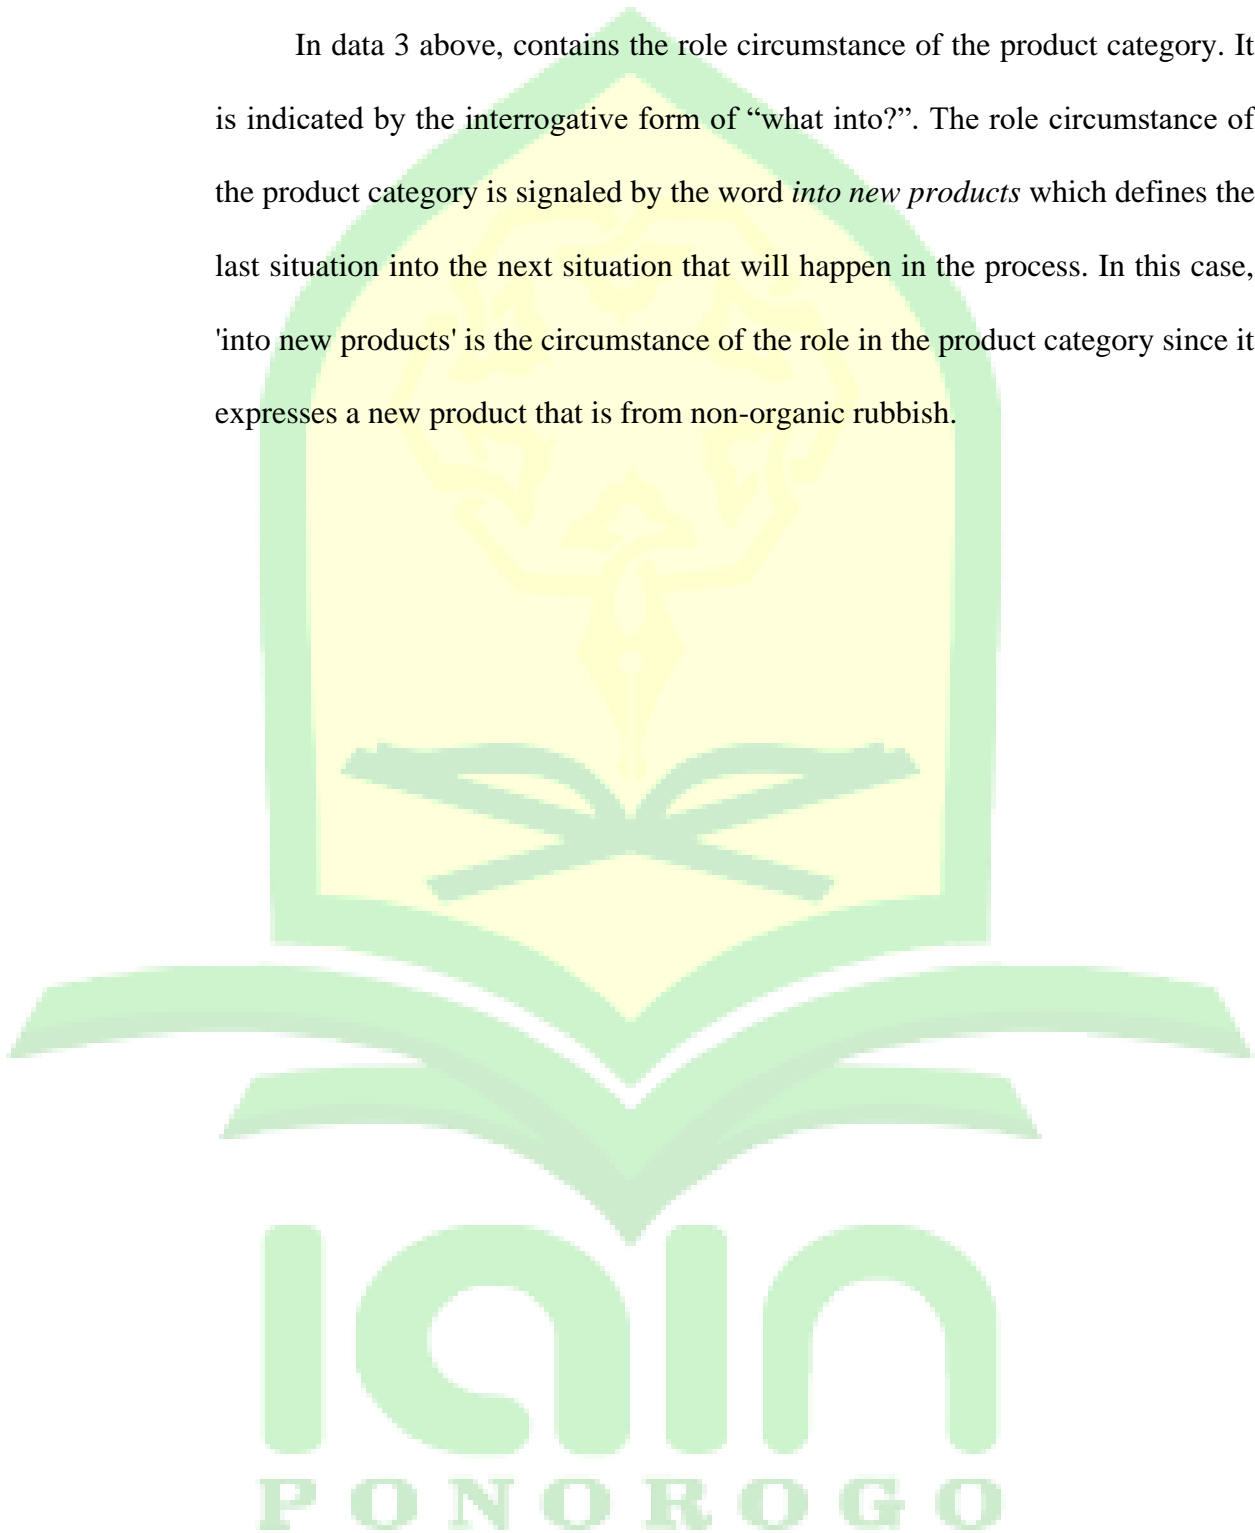 In data 3 above, contains the role circumstance of the product category. It
is indicated by the interrogative form of “what into?”. The role circumstance of
the product category is signaled by the word into new products which defines the
last situation into the next situation that will happen in the process. In this case,
'into new products' is the circumstance of the role in the product category since it
expresses a new product that is from non-organic rubbish.
iain
PONOROGO